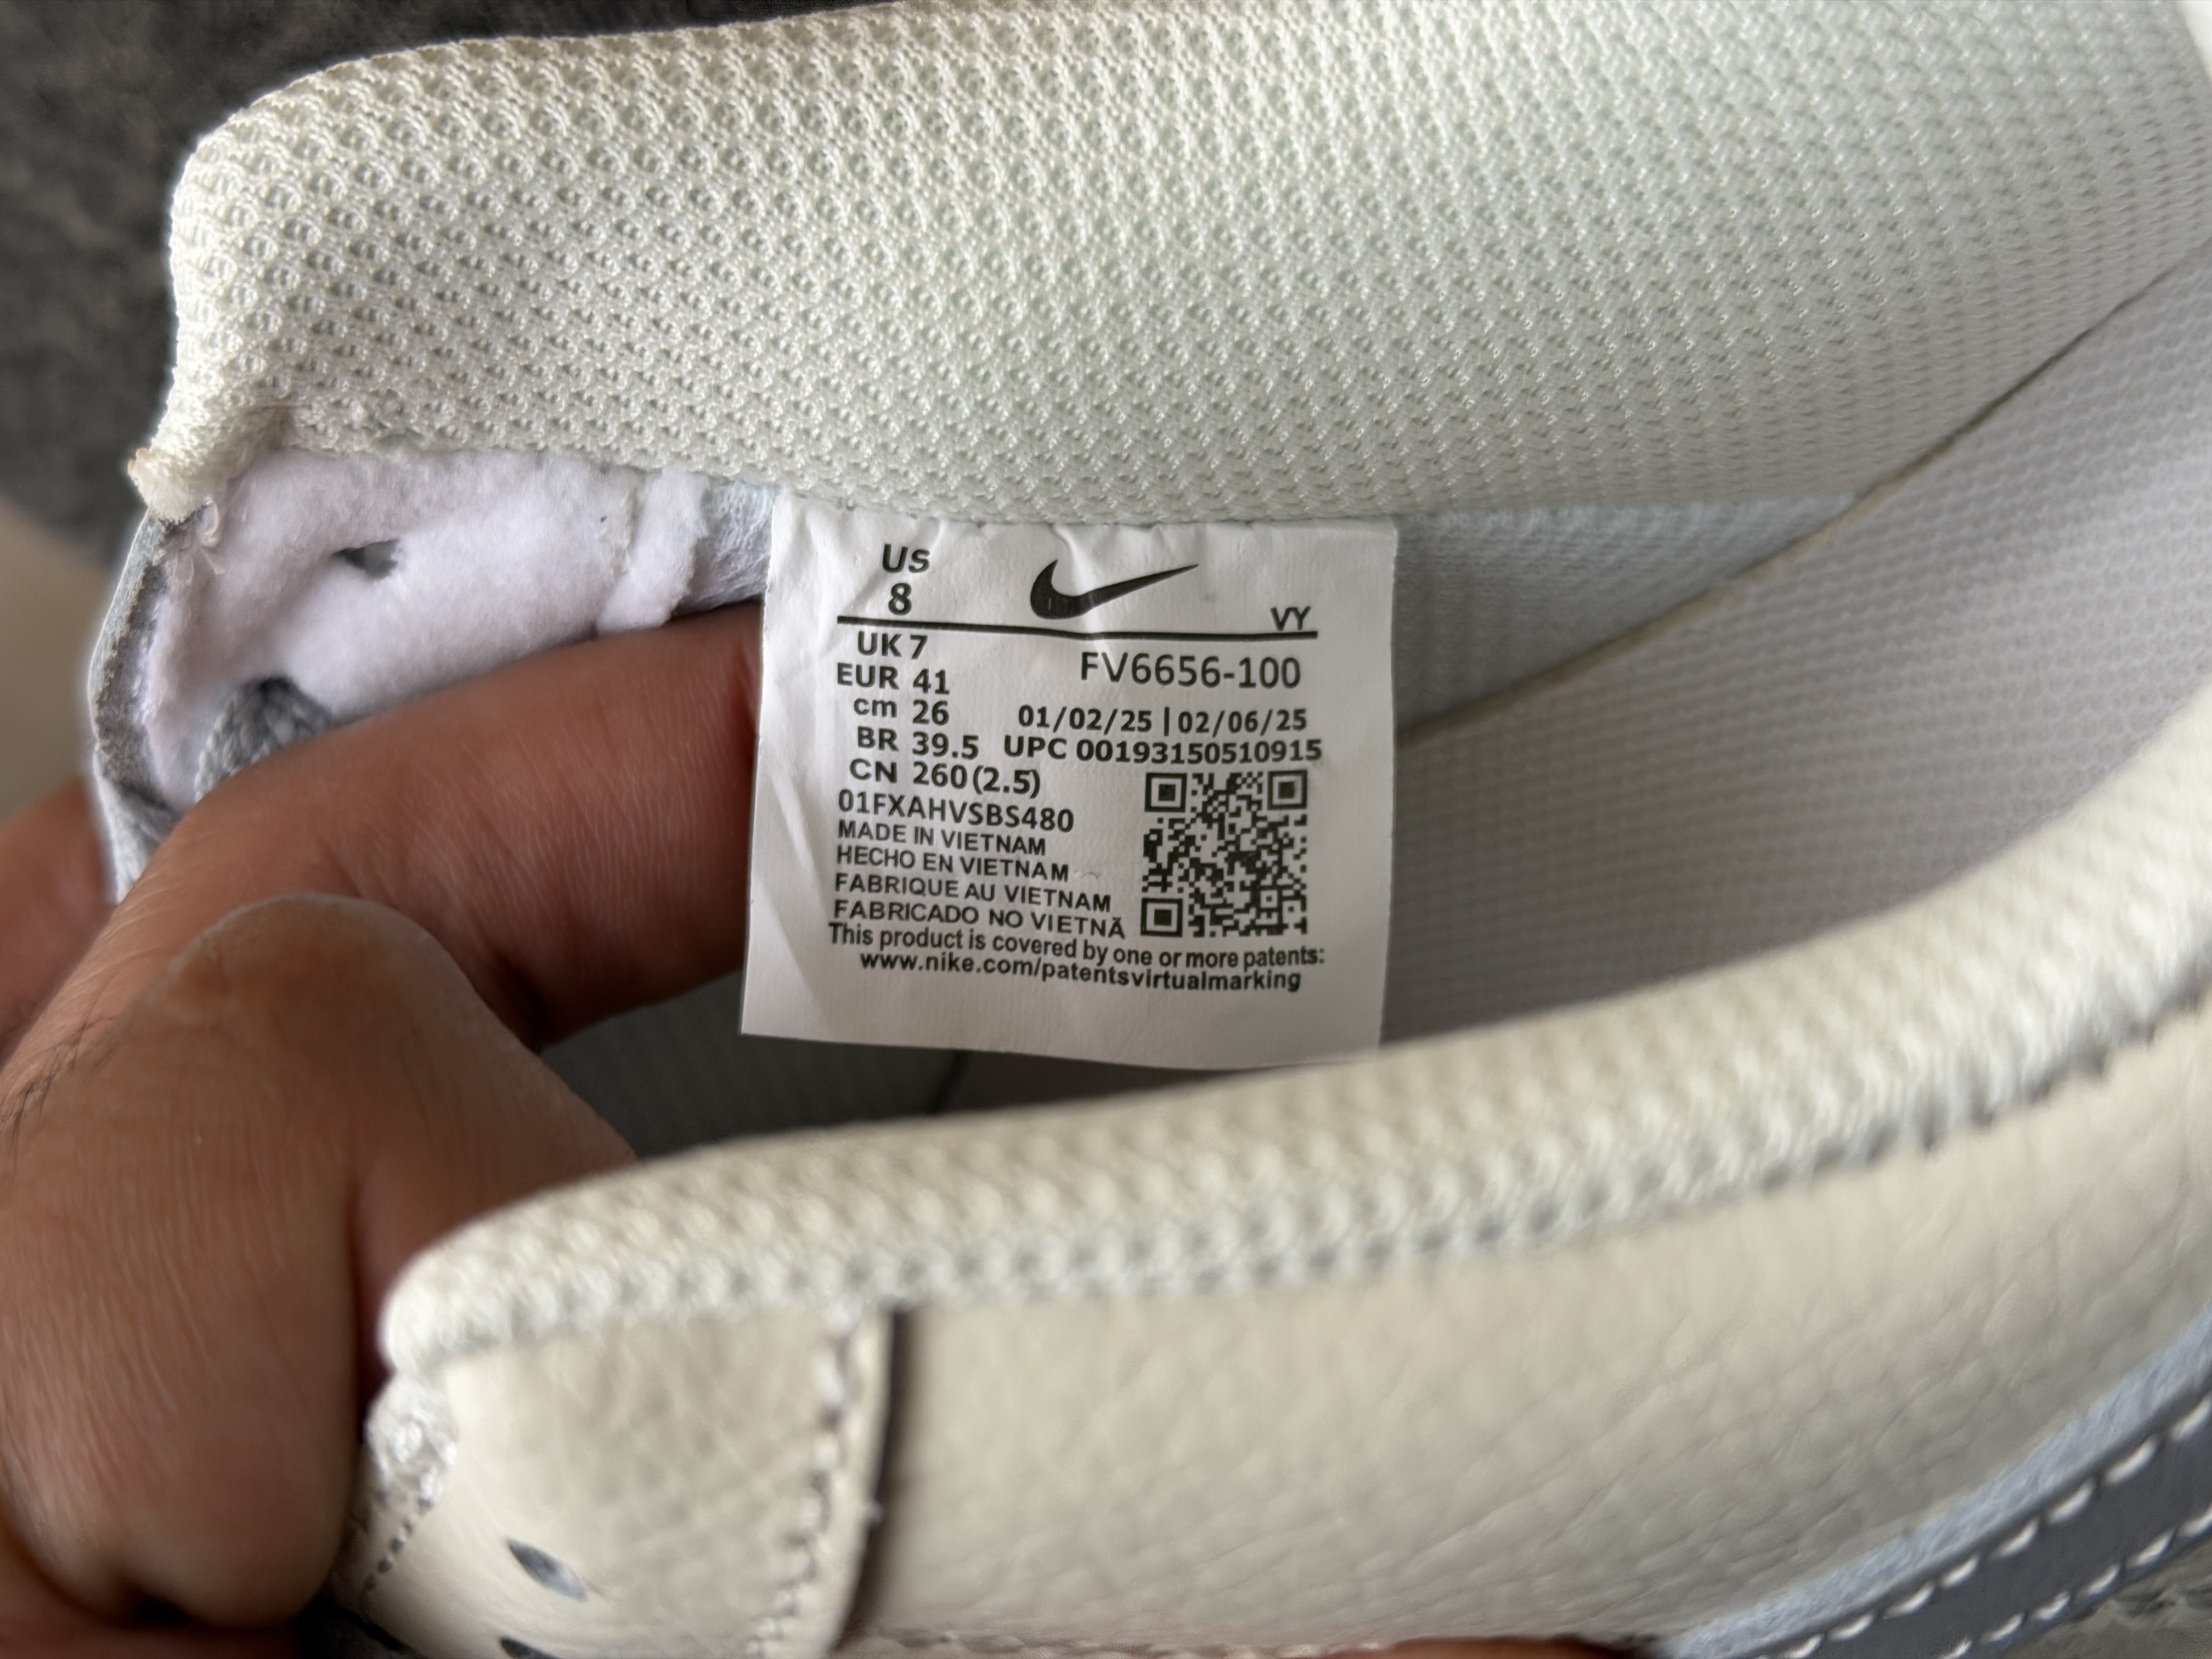 US
8
VY
UK 7
FV6656-100
EUR 41
cm 26 01/02/25 | 02/06/25
BR 39.5 UPC 00193150510915
CN 260(2.5)
01FXAHVSBS480
MADE IN VIETNAM
HECHO EN VIETNAM
FABRIQUE AU VIETNAM
FABRICADO NO VIETNÃ
This product is covered by one or more patents:
www.nike.com/patentsvirtualmarking